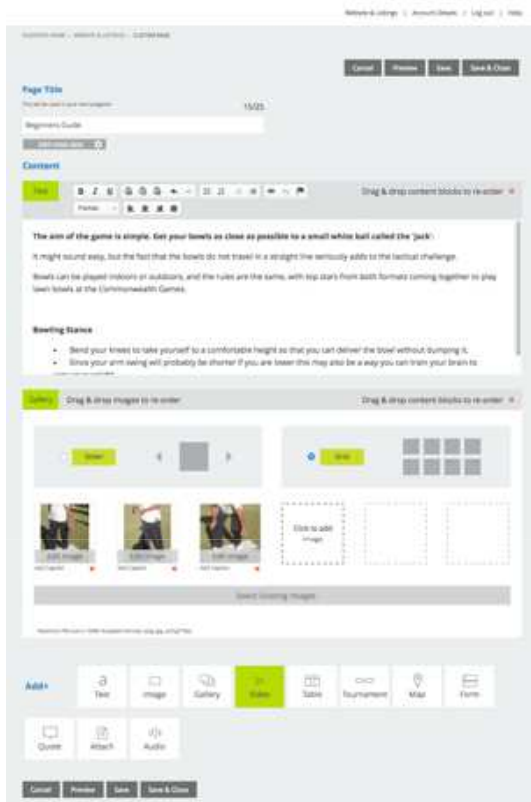 Website & Listings | Account Details | Log out | Help
WEBSITE & LISTINGS > CUSTOM PAGE
Cancel Preview Save Save & Close
Page Title
15/25
Beginners Guide
Content
Text
Drag & drop content blocks to re-order
Format
The aim of the game is simple. Get your bowls as close as possible to a small white ball called the 'jack'.
It might sound easy, but the fact that the bowls do not travel in a straight line seriously adds to the tactical challenge.
Bowls can be played indoors or outdoors, and the rules are the same, with top stars from both formats coming together to play
lawn bowls at the Commonwealth Games.
Bowling Stance
Bend your knees to take yourself to a comfortable height so that you can deliver the bowl without bumping it.
Since your arm swing will probably be shorter if you are lower this may also be a way you can train your brain to
Gallery Drag & drop images to re-order Drag & drop content blocks to re-order
Slider Grid
Edit Image Edit Image Edit Image
Click to add
image
Select Existing Images
Add+
Text Image Gallery Video Table Tournament Map Form
Quote Attach Audio
Cancel Preview Save Save & Close